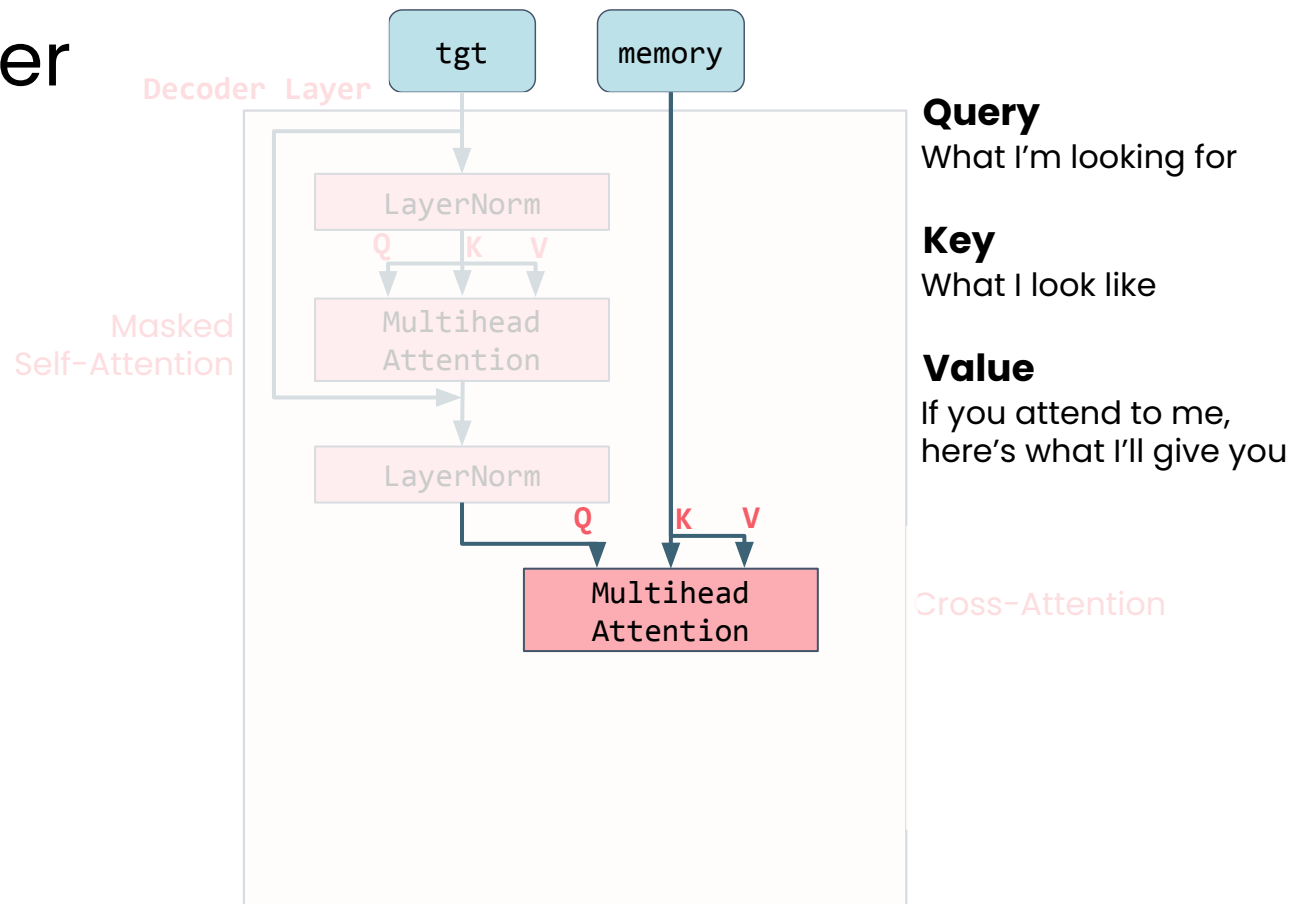 er
tgt
memory
Decoder Layer
LayerNorm
Q K V
Masked
Self-Attention
Multihead
Attention
LayerNorm
Q K V
Multihead
Attention
Cross-Attention
Query
What I'm looking for
Key
What I look like
Value
If you attend to me,
here's what I'll give you